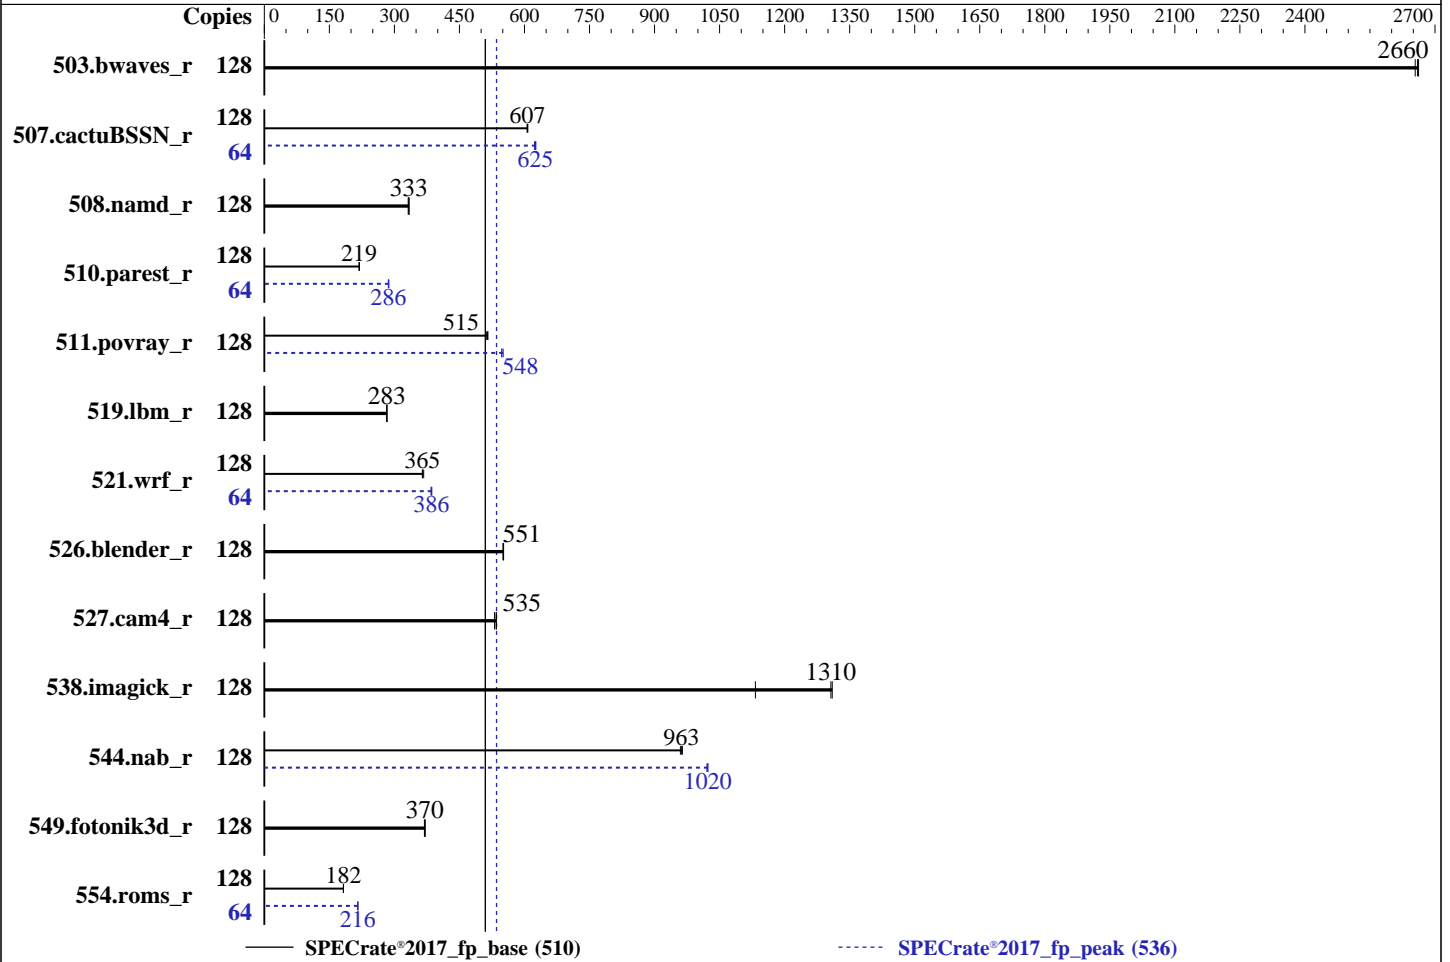 Copies 0 150 300 450 600 750 900 1050 1200 1350 1500 1650 1800 1950 2100 2250 2400 2700
503.bwaves_r 128 2660
507.cactuBSSN_r 128 607
64 625
508.namd_r 128 333
510.parest_r 128 219
64 286
511.povray_r 128 515
548
519.lbm_r 128 283
521.wrf_r 128 365
64 386
526.blender_r 128 551
527.cam4_r 128 535
538.imagick_r 128 1310
544.nab_r 128 963
1020
549.fotonik3d_r 128 370
554.roms_r 128 182
64 216
SPECrate®2017_fp_base (510) SPECrate®2017_fp_peak (536)